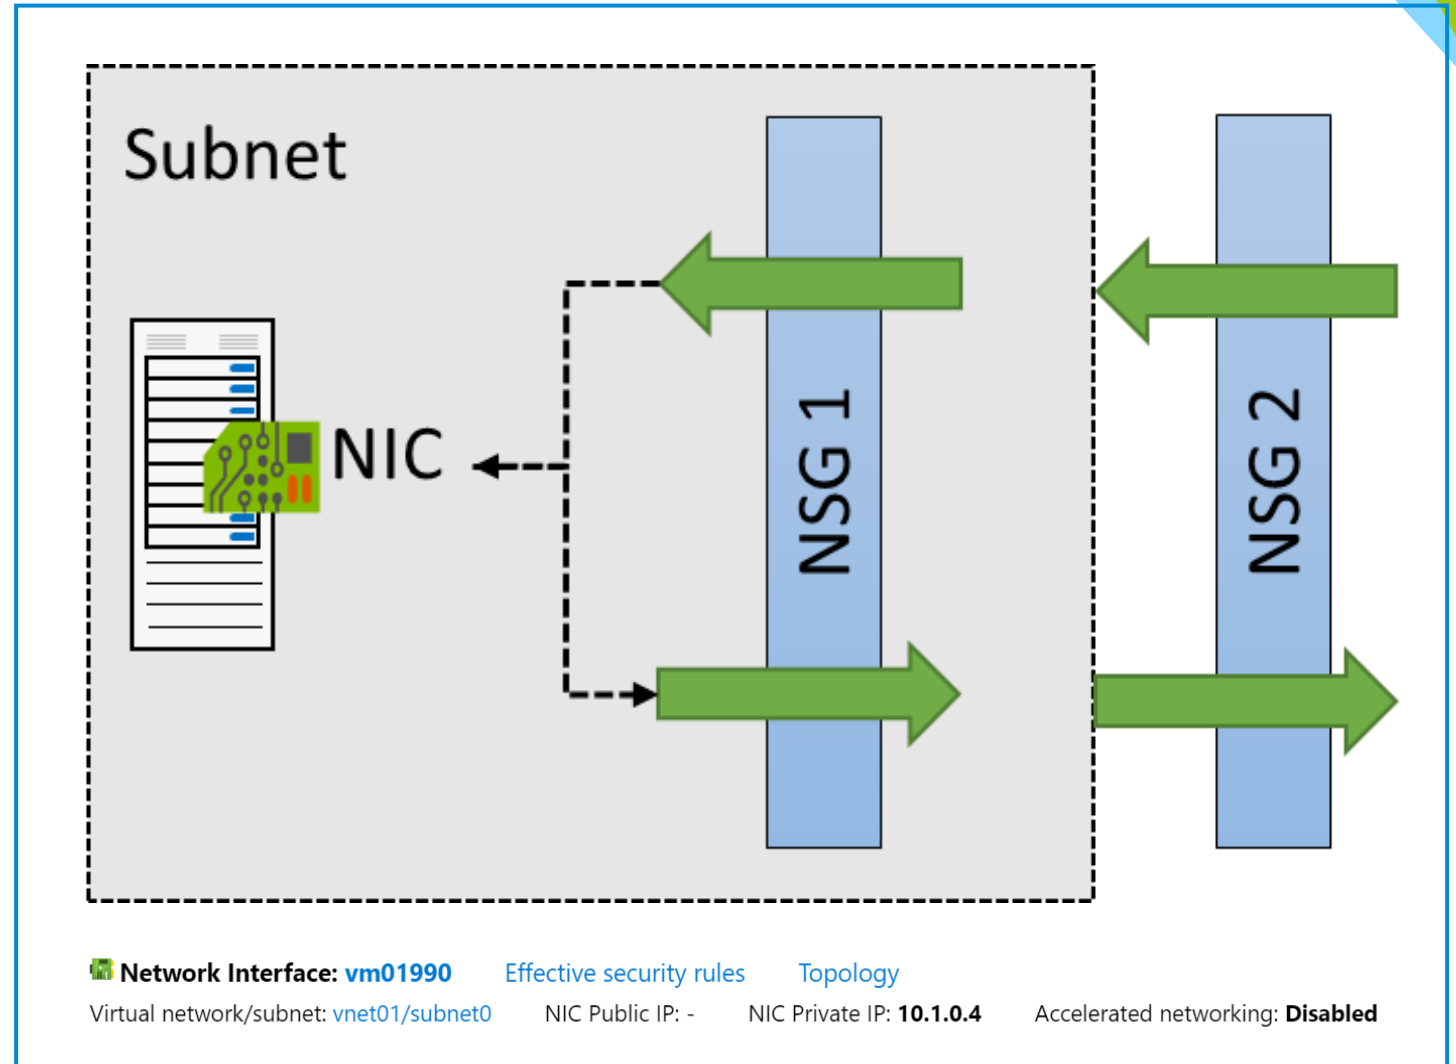 Subnet
NIC
NSG 1
NSG 2
Network Interface: vm01990 Effective security rules Topology
Virtual network/subnet: vnet01/subnet0 NIC Public IP: - NIC Private IP: 10.1.0.4 Accelerated networking: Disabled